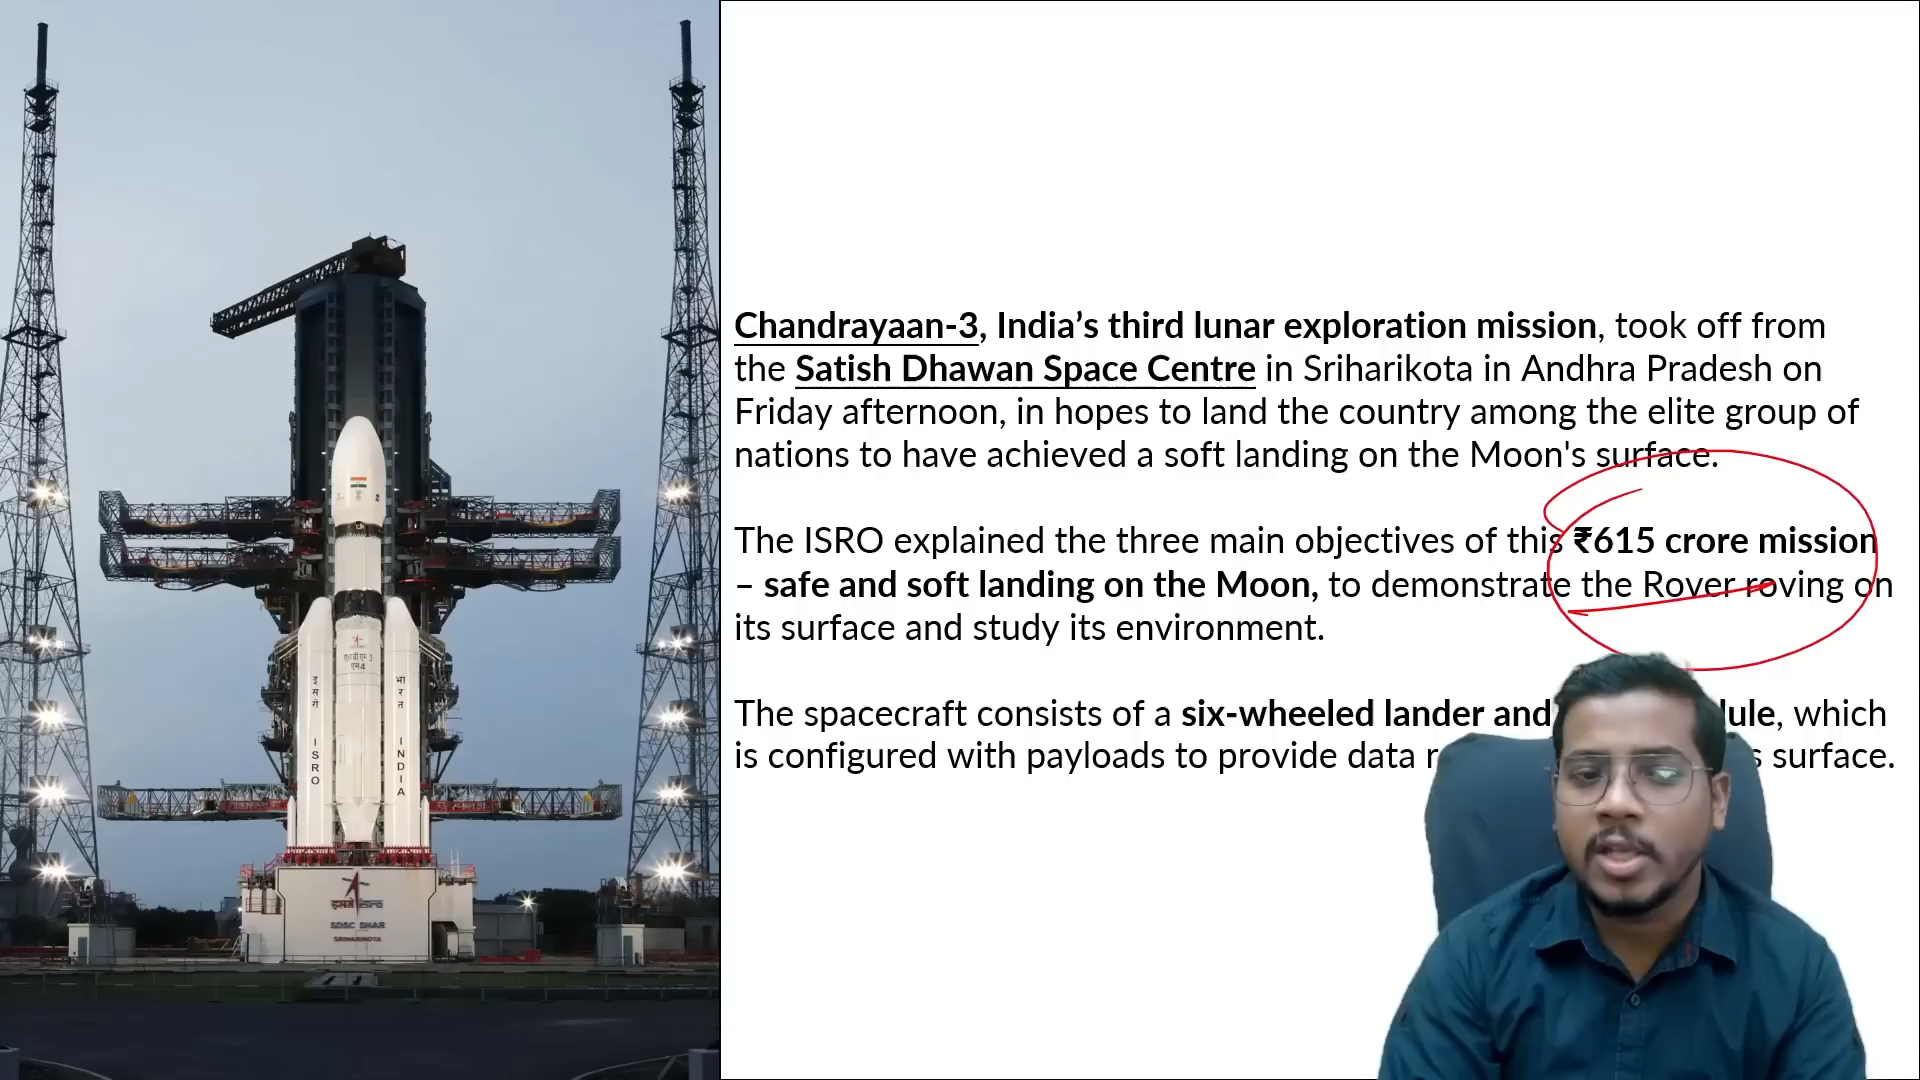 Chandrayaan-3, India’s third lunar exploration mission, took off from
the Satish Dhawan Space Centre in Sriharikota in Andhra Pradesh on
Friday afternoon, in hopes to land the country among the elite group of
nations to have achieved a soft landing on the Moon's surface.
The ISRO explained the three main objectives of this ₹615 crore mission
– safe and soft landing on the Moon, to demonstrate the Rover roving on
its surface and study its environment.
The spacecraft consists of a six-wheeled lander and which
is configured with payloads to provide data surface.
इसरो
ISRO
भारत
INDIA
इसरो isro
SDSC SHAR
SRIHARIKOTA